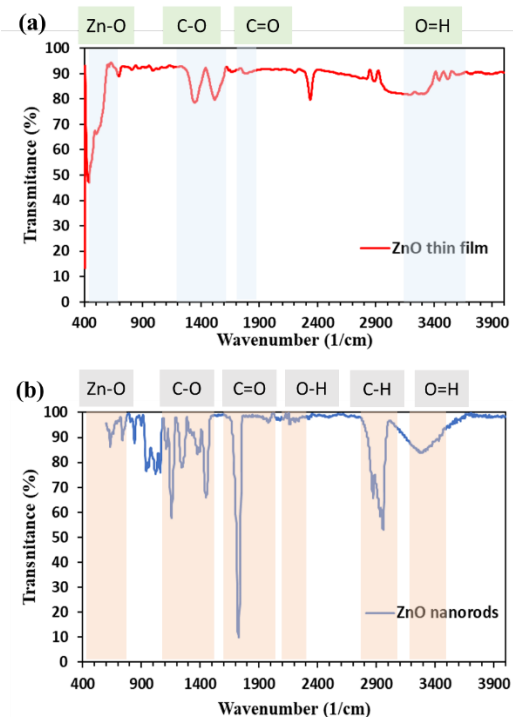 (a)
Zn-O C-O C=O O=H
100
90
80
70
60
50
40
30
20
10
0
Transmitance (%)
ZnO thin film
400 900 1400 1900 2400 2900 3400 3900
Wavenumber (1/cm)
(b)
Zn-O C-O C=O O-H C-H O=H
100
90
80
70
60
50
40
30
20
10
0
Transnitance (%)
ZnO nanorods
400 900 1400 1900 2400 2900 3400 3900
Wavenumber (1/cm)